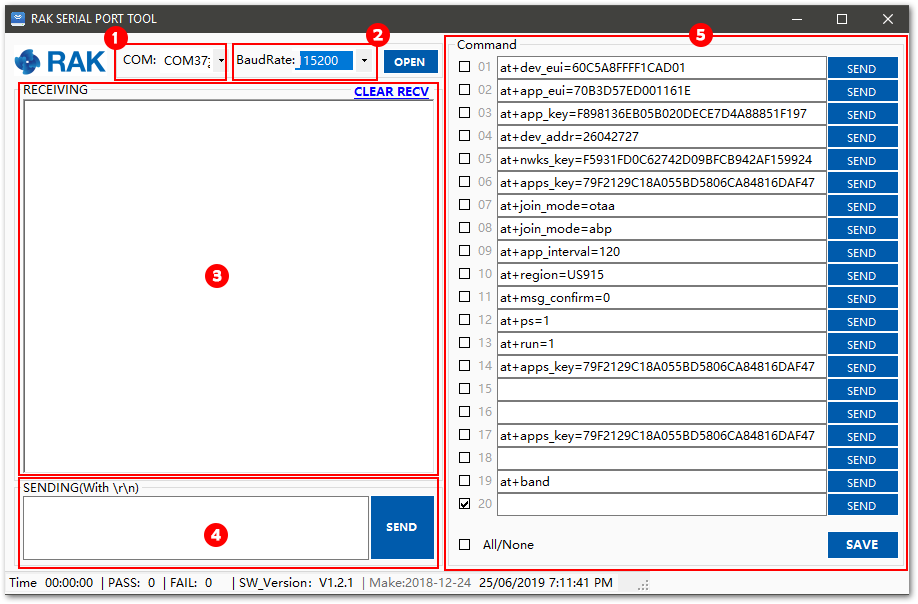 RAK SERIAL PORT TOOL
1
2
5
RAK
COM: COM37:
BaudRate: 15200
OPEN
RECEIVING
CLEAR RECV
3
SENDING(With \r\n)
4
SEND
Command
01 at+dev_eui=60C5A8FFFF1CAD01 SEND
02 at+app_eui=70B3D57ED001161E SEND
03 at+app_key=F898136EB05B020DECE7D4A88851F197 SEND
04 at+dev_addr=26042727 SEND
05 at+nwks_key=F5931FD0C62742D09BFCB942AF159924 SEND
06 at+apps_key=79F2129C18A055BD5806CA84816DAF47 SEND
07 at+join_mode=otaa SEND
08 at+join_mode=abp SEND
09 at+app_interval=120 SEND
10 at+region=US915 SEND
11 at+msg_confirm=0 SEND
12 at+ps=1 SEND
13 at+run=1 SEND
14 at+apps_key=79F2129C18A055BD5806CA84816DAF47 SEND
15 SEND
16 SEND
17 at+apps_key=79F2129C18A055BD5806CA84816DAF47 SEND
18 SEND
19 at+band SEND
20 SEND
All/None
SAVE
Time 00:00:00 | PASS: 0 | FAIL: 0 | SW_Version: V1.2.1 | Make:2018-12-24 25/06/2019 7:11:41 PM